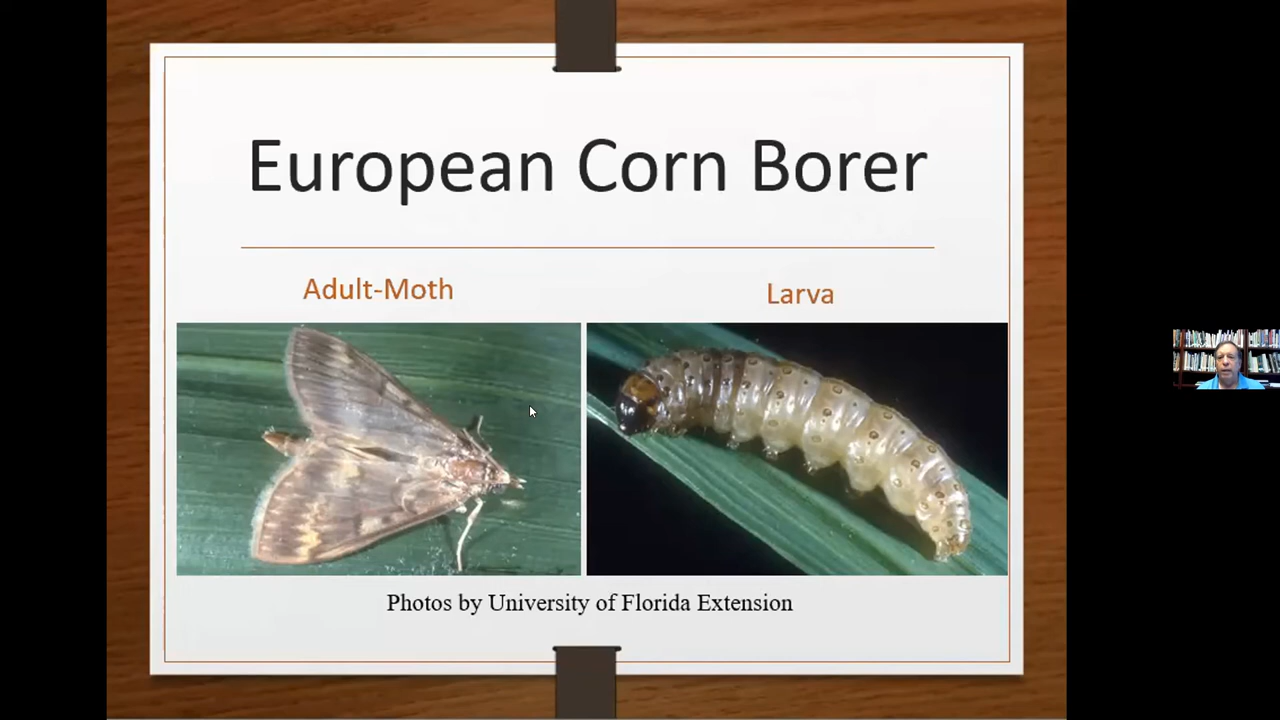 European Corn Borer
Adult-Moth
Larva
Photos by University of Florida Extension